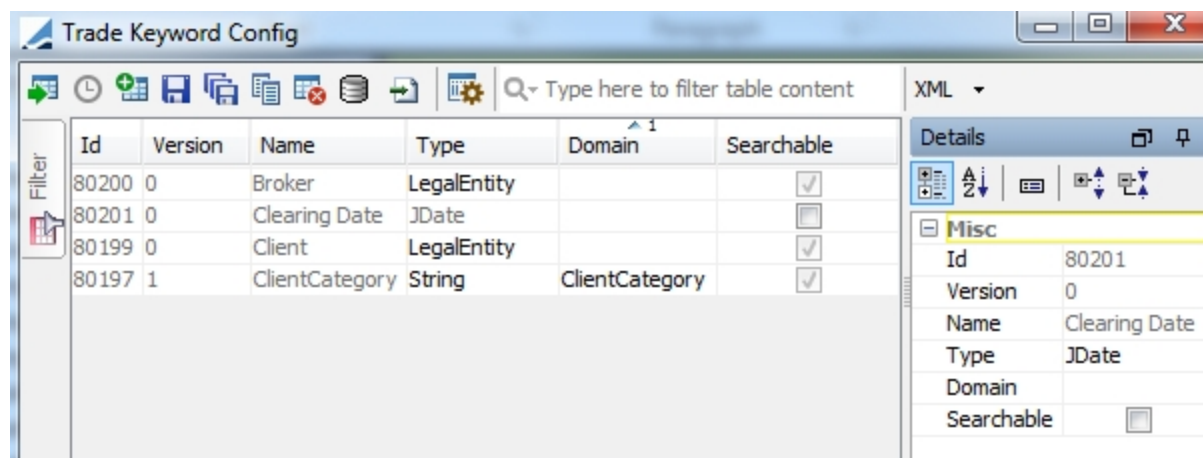 Trade Keyword Config
Type here to filter table content
XML
Filter
Id Version Name Type Domain 1 Searchable
80200 0 Broker LegalEntity
80201 0 Clearing Date JDate
80199 0 Client LegalEntity
80197 1 ClientCategory String ClientCategory
Details
A
Z
Misc
Id 80201
Version 0
Name Clearing Date
Type JDate
Domain
Searchable